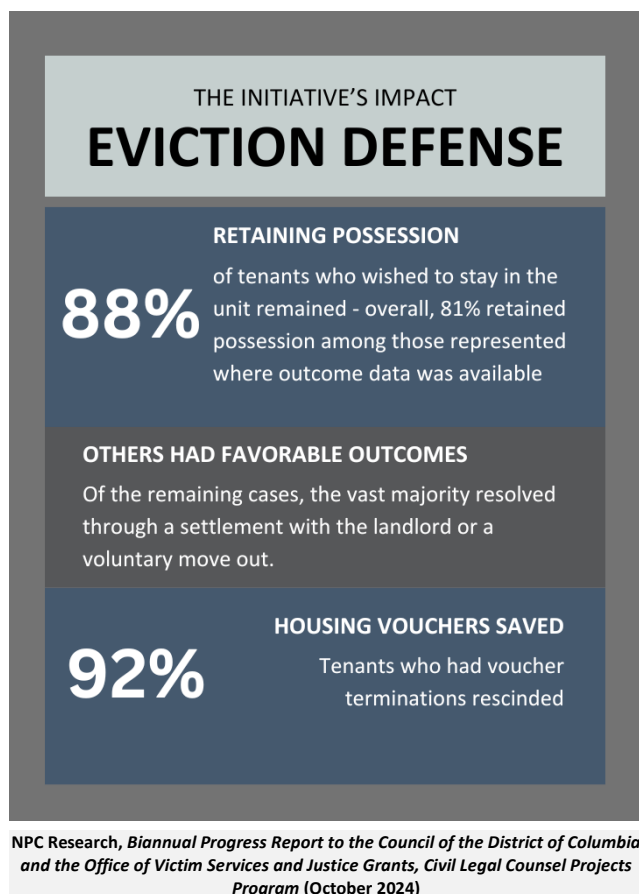 THE INITIATIVE’S IMPACT
EVICTION DEFENSE
RETAINING POSSESSION
88%
of tenants who wished to stay in the
unit remained - overall, 81% retained
possession among those represented
where outcome data was available
OTHERS HAD FAVORABLE OUTCOMES
Of the remaining cases, the vast majority resolved
through a settlement with the landlord or a
voluntary move out.
HOUSING VOUCHERS SAVED
92%
Tenants who had voucher
terminations rescinded
NPC Research, Biannual Progress Report to the Council of the District of Columbia
and the Office of Victim Services and Justice Grants, Civil Legal Counsel Projects
Program (October 2024)